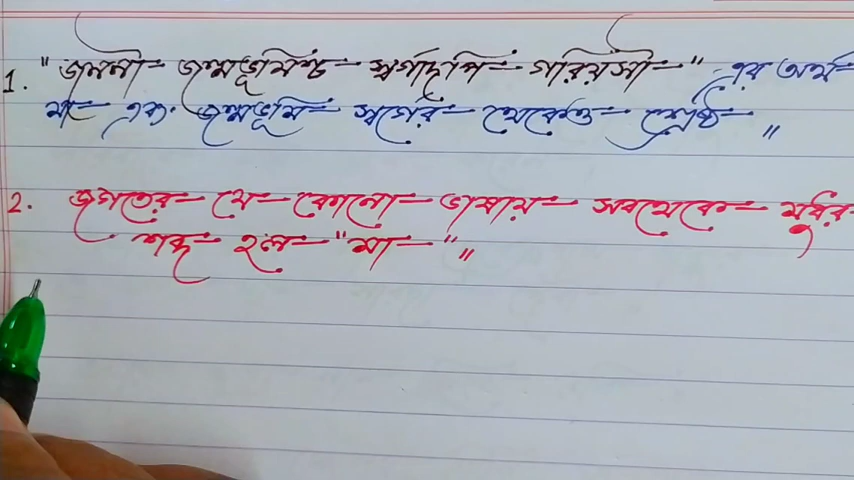 1. "জননী জন্মভূমিশ্চ স্বর্গাদপি গরিয়সী" এর অর্থ
মা এবং জন্মভূমি স্বর্গের থেকেও শ্রেষ্ঠ "
2. জগতের যে কোনো ভাষায় সবথেকে মধুর
শব্দ হল "মা" "